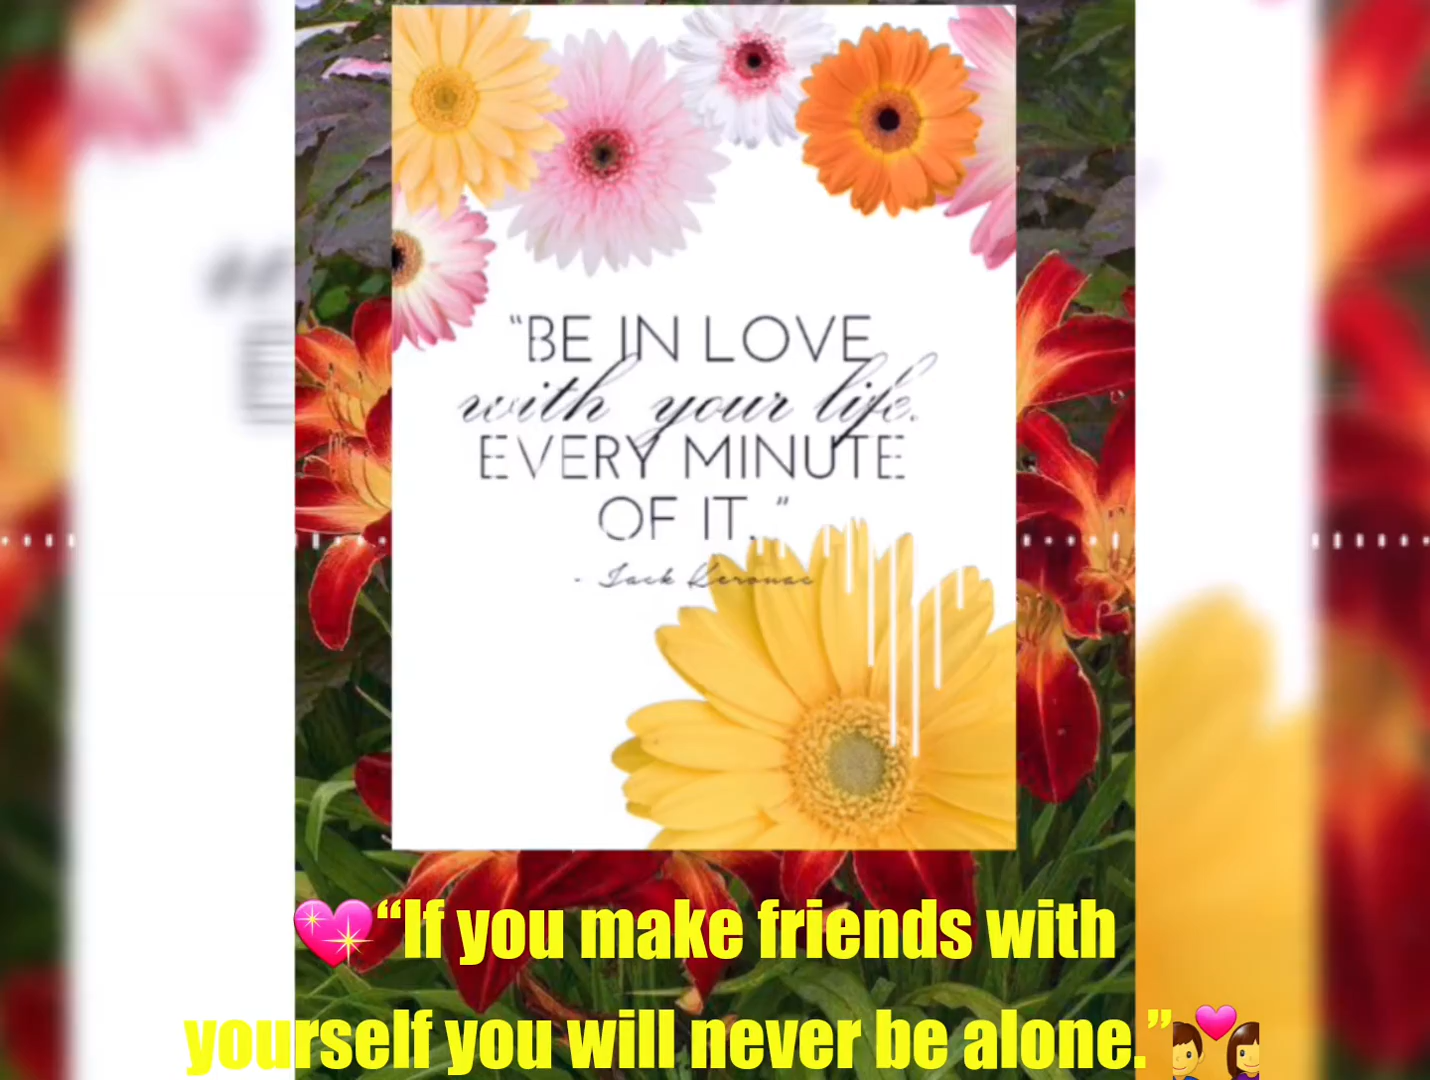 “BE IN LOVE
with your life.
EVERY MINUTE
OF IT.”
- Jack Kerouac
💖“If you make friends with
yourself you will never be alone.”💑